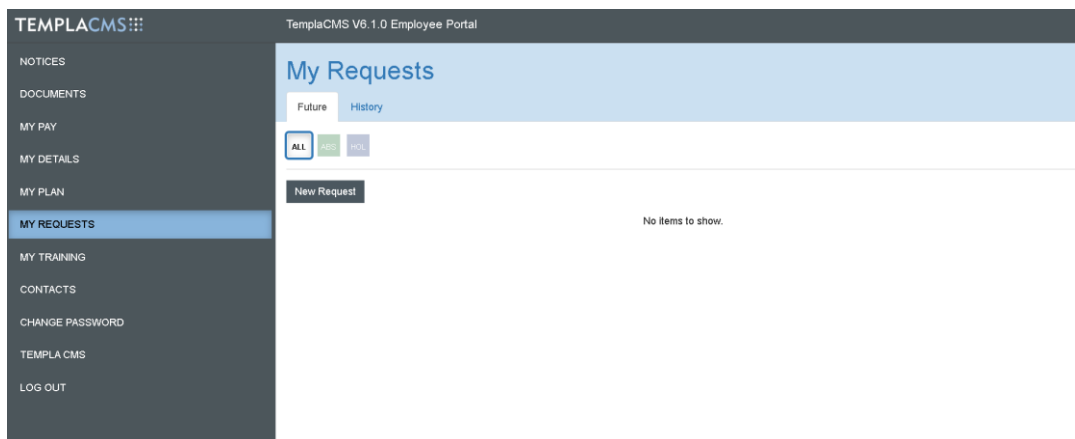 TEMPLACMS
TemplaCMS V6.1.0 Employee Portal
NOTICES
DOCUMENTS
MY PAY
MY DETAILS
MY PLAN
MY REQUESTS
MY TRAINING
CONTACTS
CHANGE PASSWORD
TEMPLA CMS
LOG OUT
My Requests
Future History
ALL ABS HOL
New Request
No items to show.